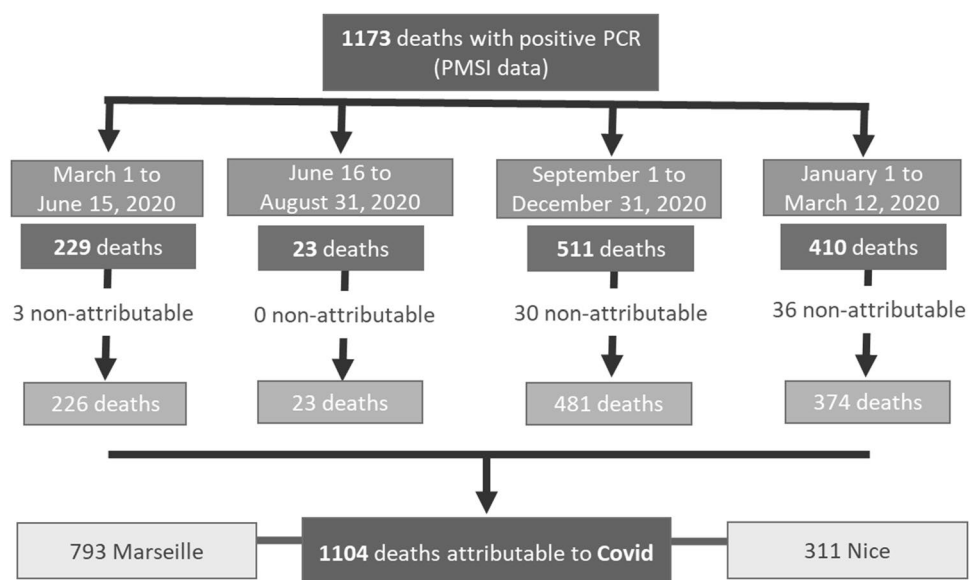 1173 deaths with positive PCR
(PMSI data)
March 1 to
June 15, 2020
June 16 to
August 31, 2020
September 1 to
December 31, 2020
January 1 to
March 12, 2020
229 deaths
23 deaths
511 deaths
410 deaths
3 non-attributable
0 non-attributable
30 non-attributable
36 non-attributable
226 deaths
23 deaths
481 deaths
374 deaths
793 Marseille
1104 deaths attributable to Covid
311 Nice